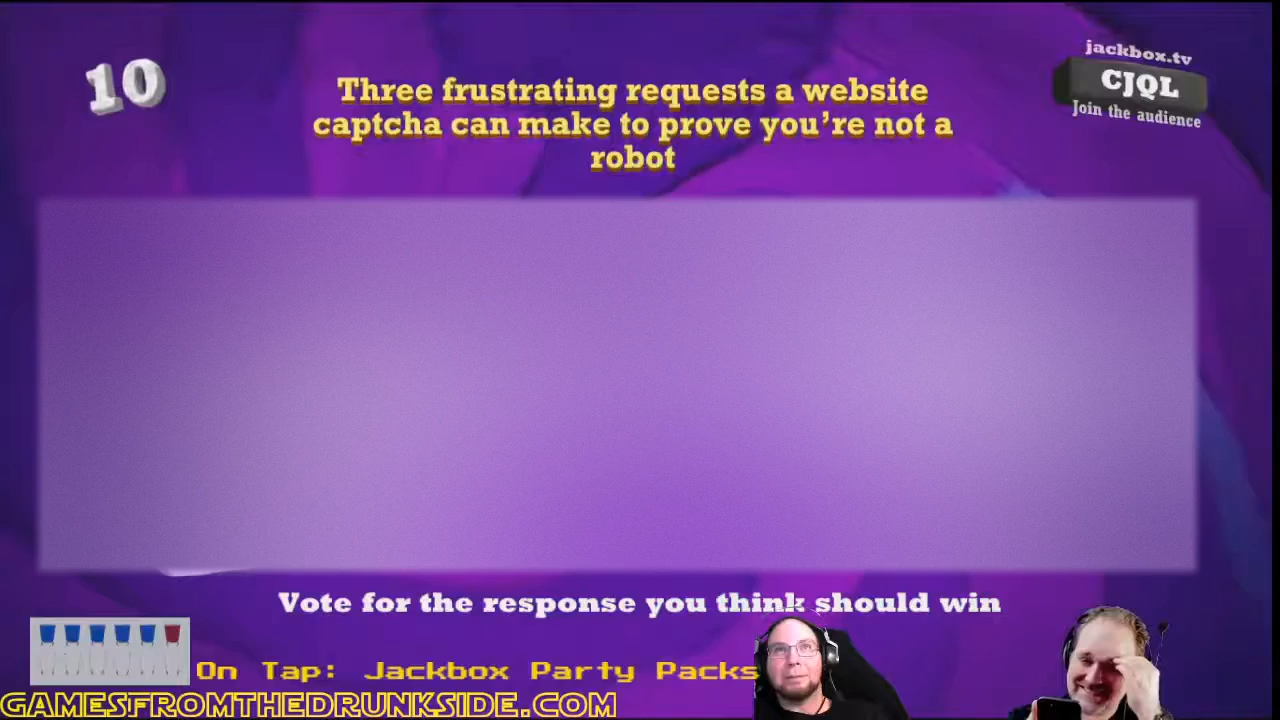 10
Three frustrating requests a website
captcha can make to prove you're not a
robot
jackbox.tv
CJQL
Join the audience
Vote for the response you think should win
On Tap: Jackbox Party Packs
GAMESFROMTHEDRUNKSIDE.COM